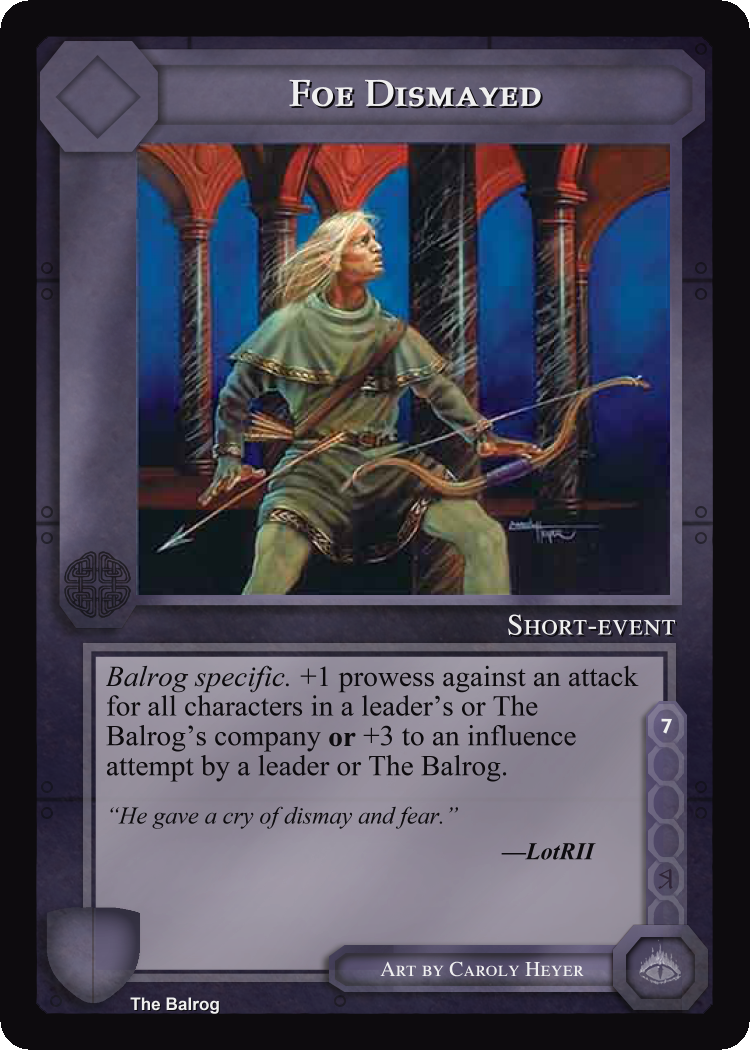 Foe Dismayed
Heyer
Short-event
Balrog specific. +1 prowess against an attack
for all characters in a leader's or The
Balrog's company or +3 to an influence
attempt by a leader or The Balrog.
7
“He gave a cry of dismay and fear.”
—LotRII
Art by Caroly Heyer
The Balrog